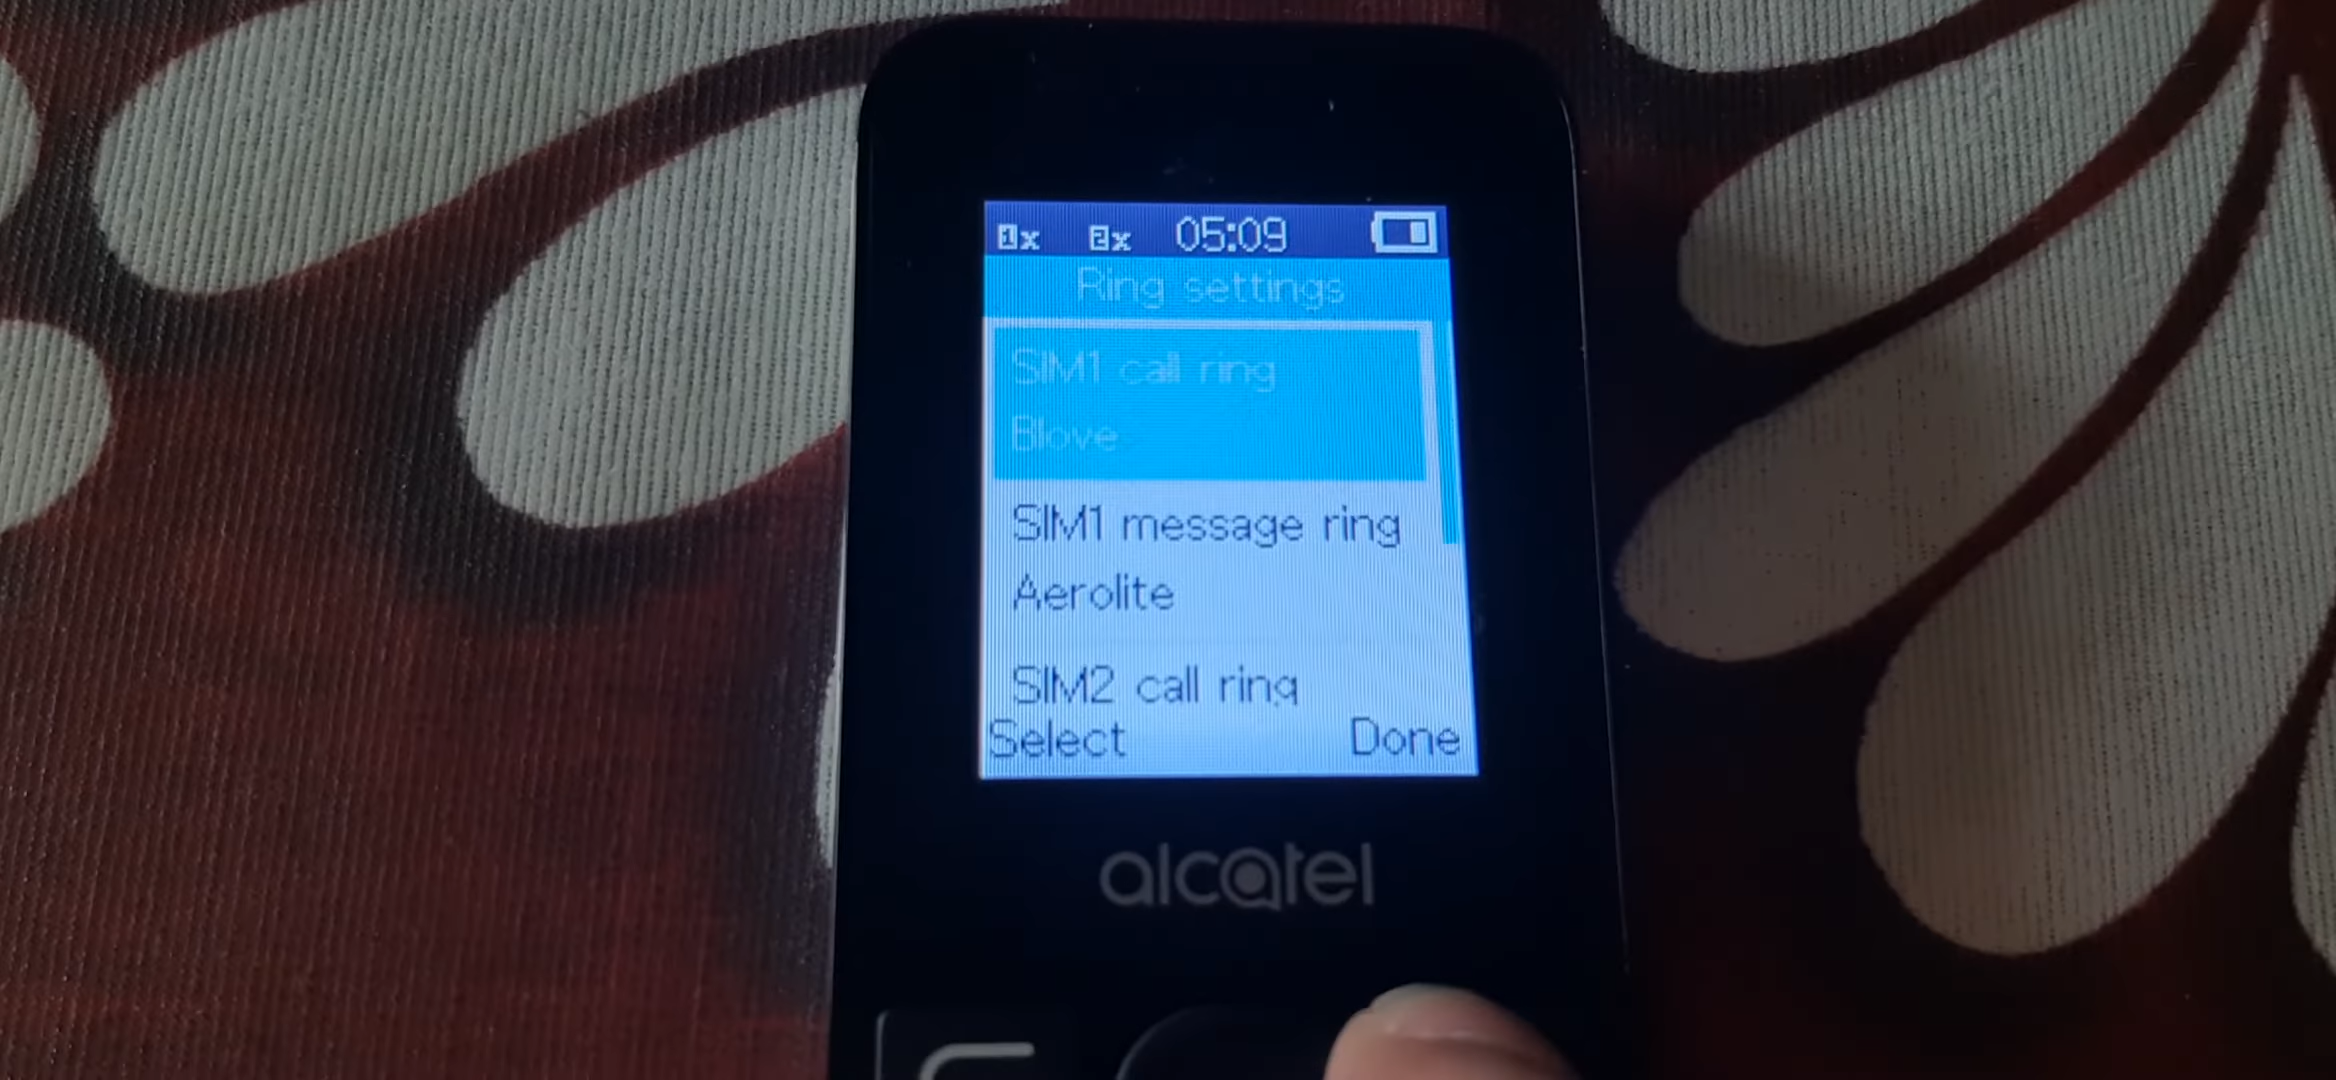 1x 2x 05:09
Ring settings
SIM1 call ring
Blove
SIM1 message ring
Aerolite
SIM2 call ring
Select Done
alcatel